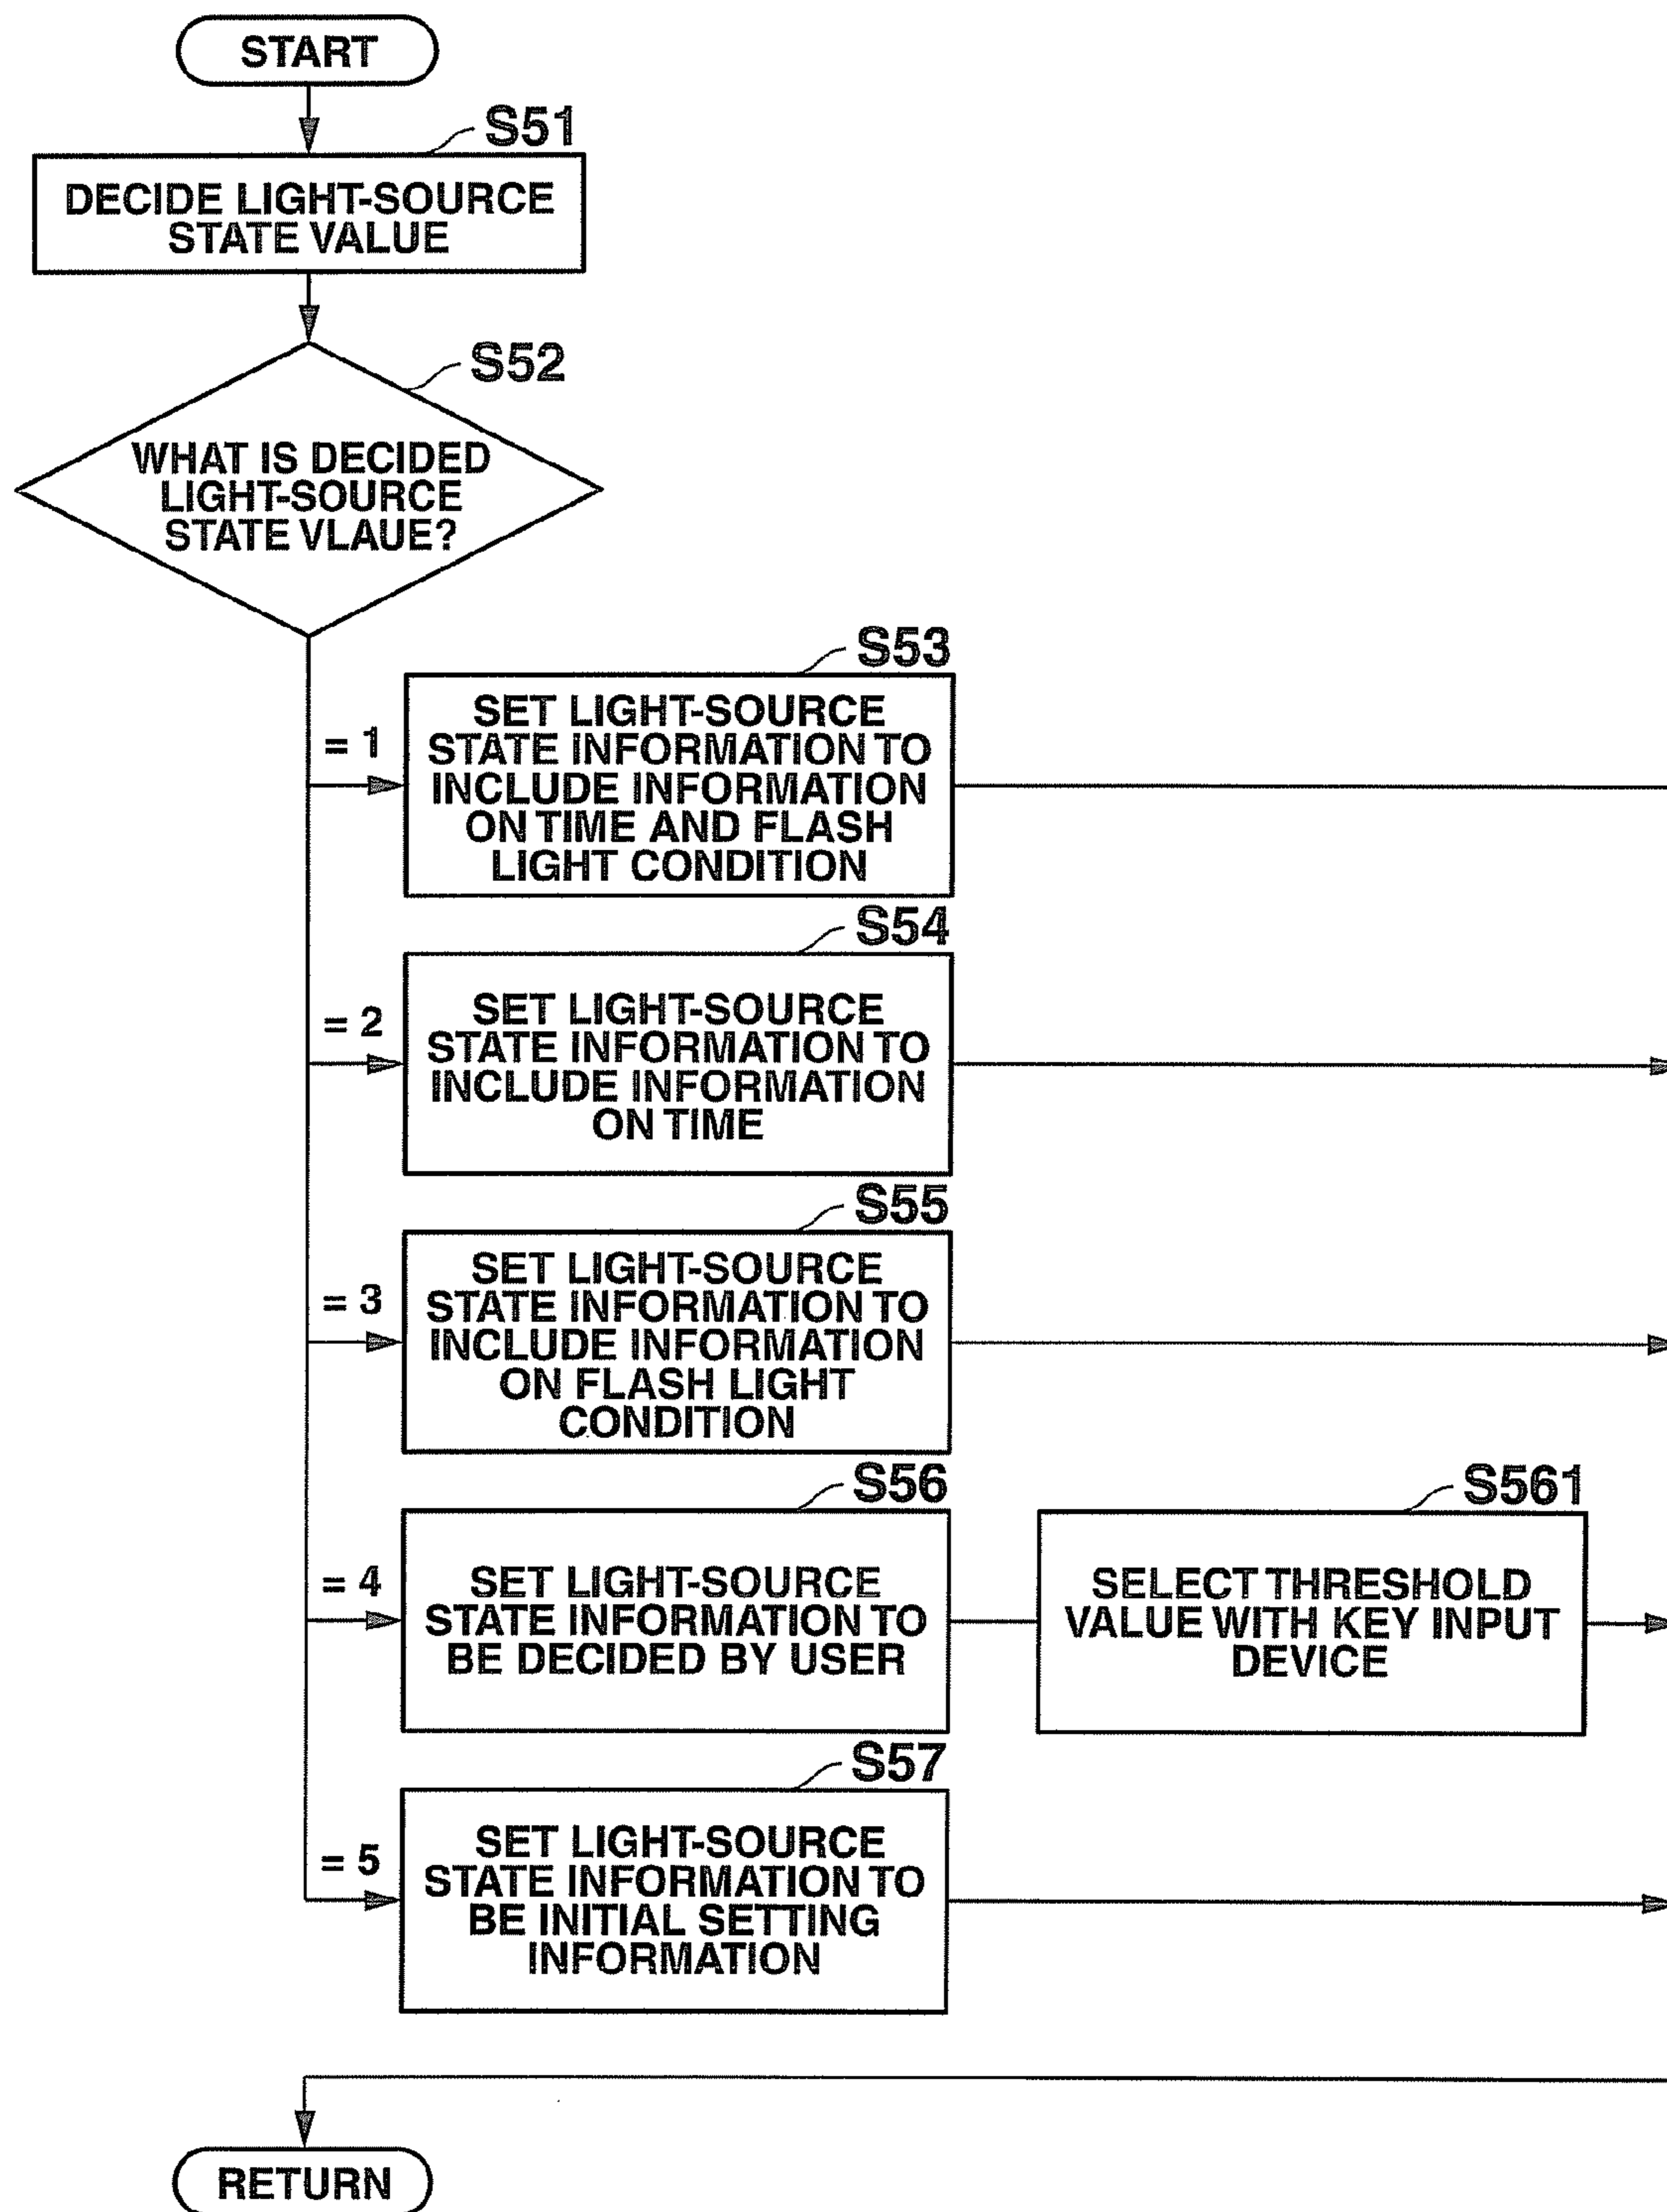 START
S51
DECIDE LIGHT-SOURCE
STATE VALUE
S52
WHAT IS DECIDED
LIGHT-SOURCE
STATE VLAUE?
S53
= 1
SET LIGHT-SOURCE
STATE INFORMATION TO
INCLUDE INFORMATION
ON TIME AND FLASH
LIGHT CONDITION
S54
= 2
SET LIGHT-SOURCE
STATE INFORMATION TO
INCLUDE INFORMATION
ON TIME
S55
= 3
SET LIGHT-SOURCE
STATE INFORMATION TO
INCLUDE INFORMATION
ON FLASH LIGHT
CONDITION
S56
= 4
SET LIGHT-SOURCE
STATE INFORMATION TO
BE DECIDED BY USER
S561
SELECT THRESHOLD
VALUE WITH KEY INPUT
DEVICE
S57
= 5
SET LIGHT-SOURCE
STATE INFORMATION TO
BE INITIAL SETTING
INFORMATION
RETURN